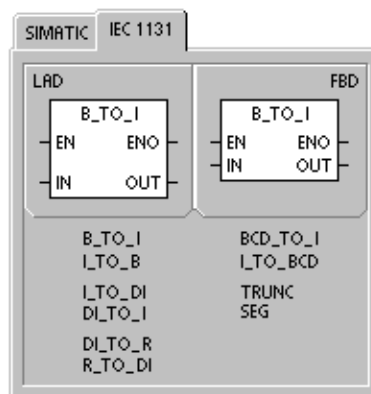 SIMATIC IEC 1131
LAD
B_TO_I
EN ENO
IN OUT
FBD
B_TO_I
EN ENO
IN OUT
B_TO_I
I_TO_B
I_TO_DI
DI_TO_I
DI_TO_R
R_TO_DI
BCD_TO_I
I_TO_BCD
TRUNC
SEG